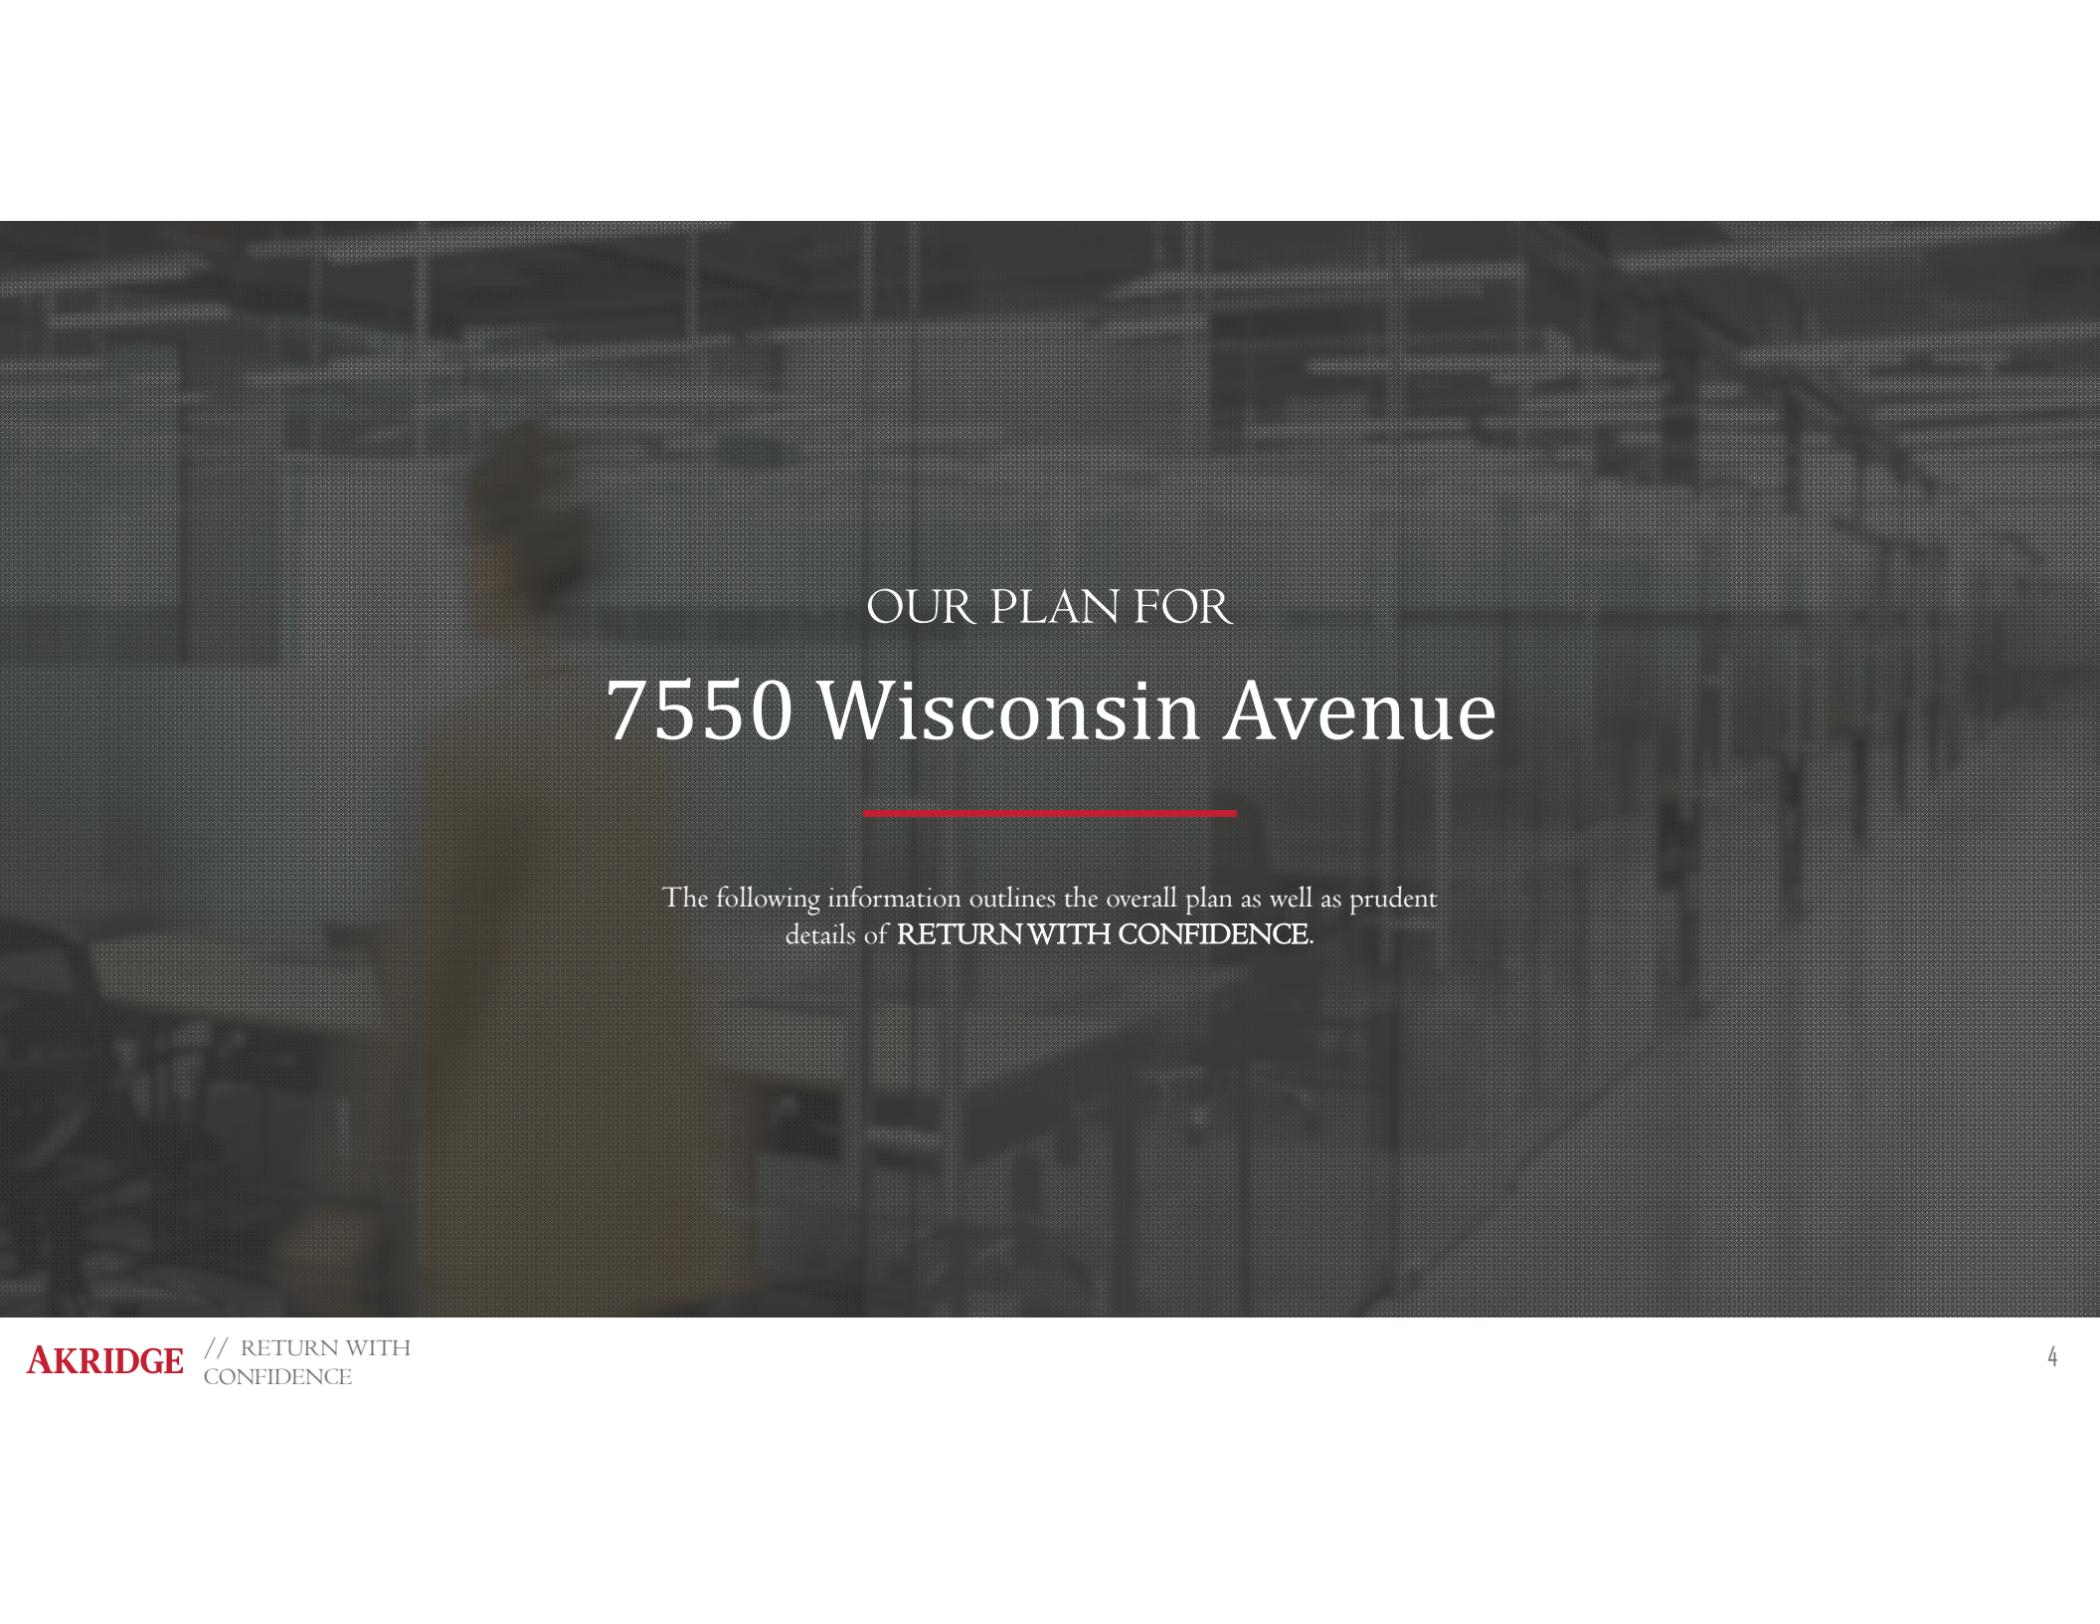 OUR PLAN FOR
7550 Wisconsin Avenue
The following information outlines the overall plan as well as prudent
details of RETURN WITH CONFIDENCE.
AKRIDGE // RETURN WITH
CONFIDENCE
4